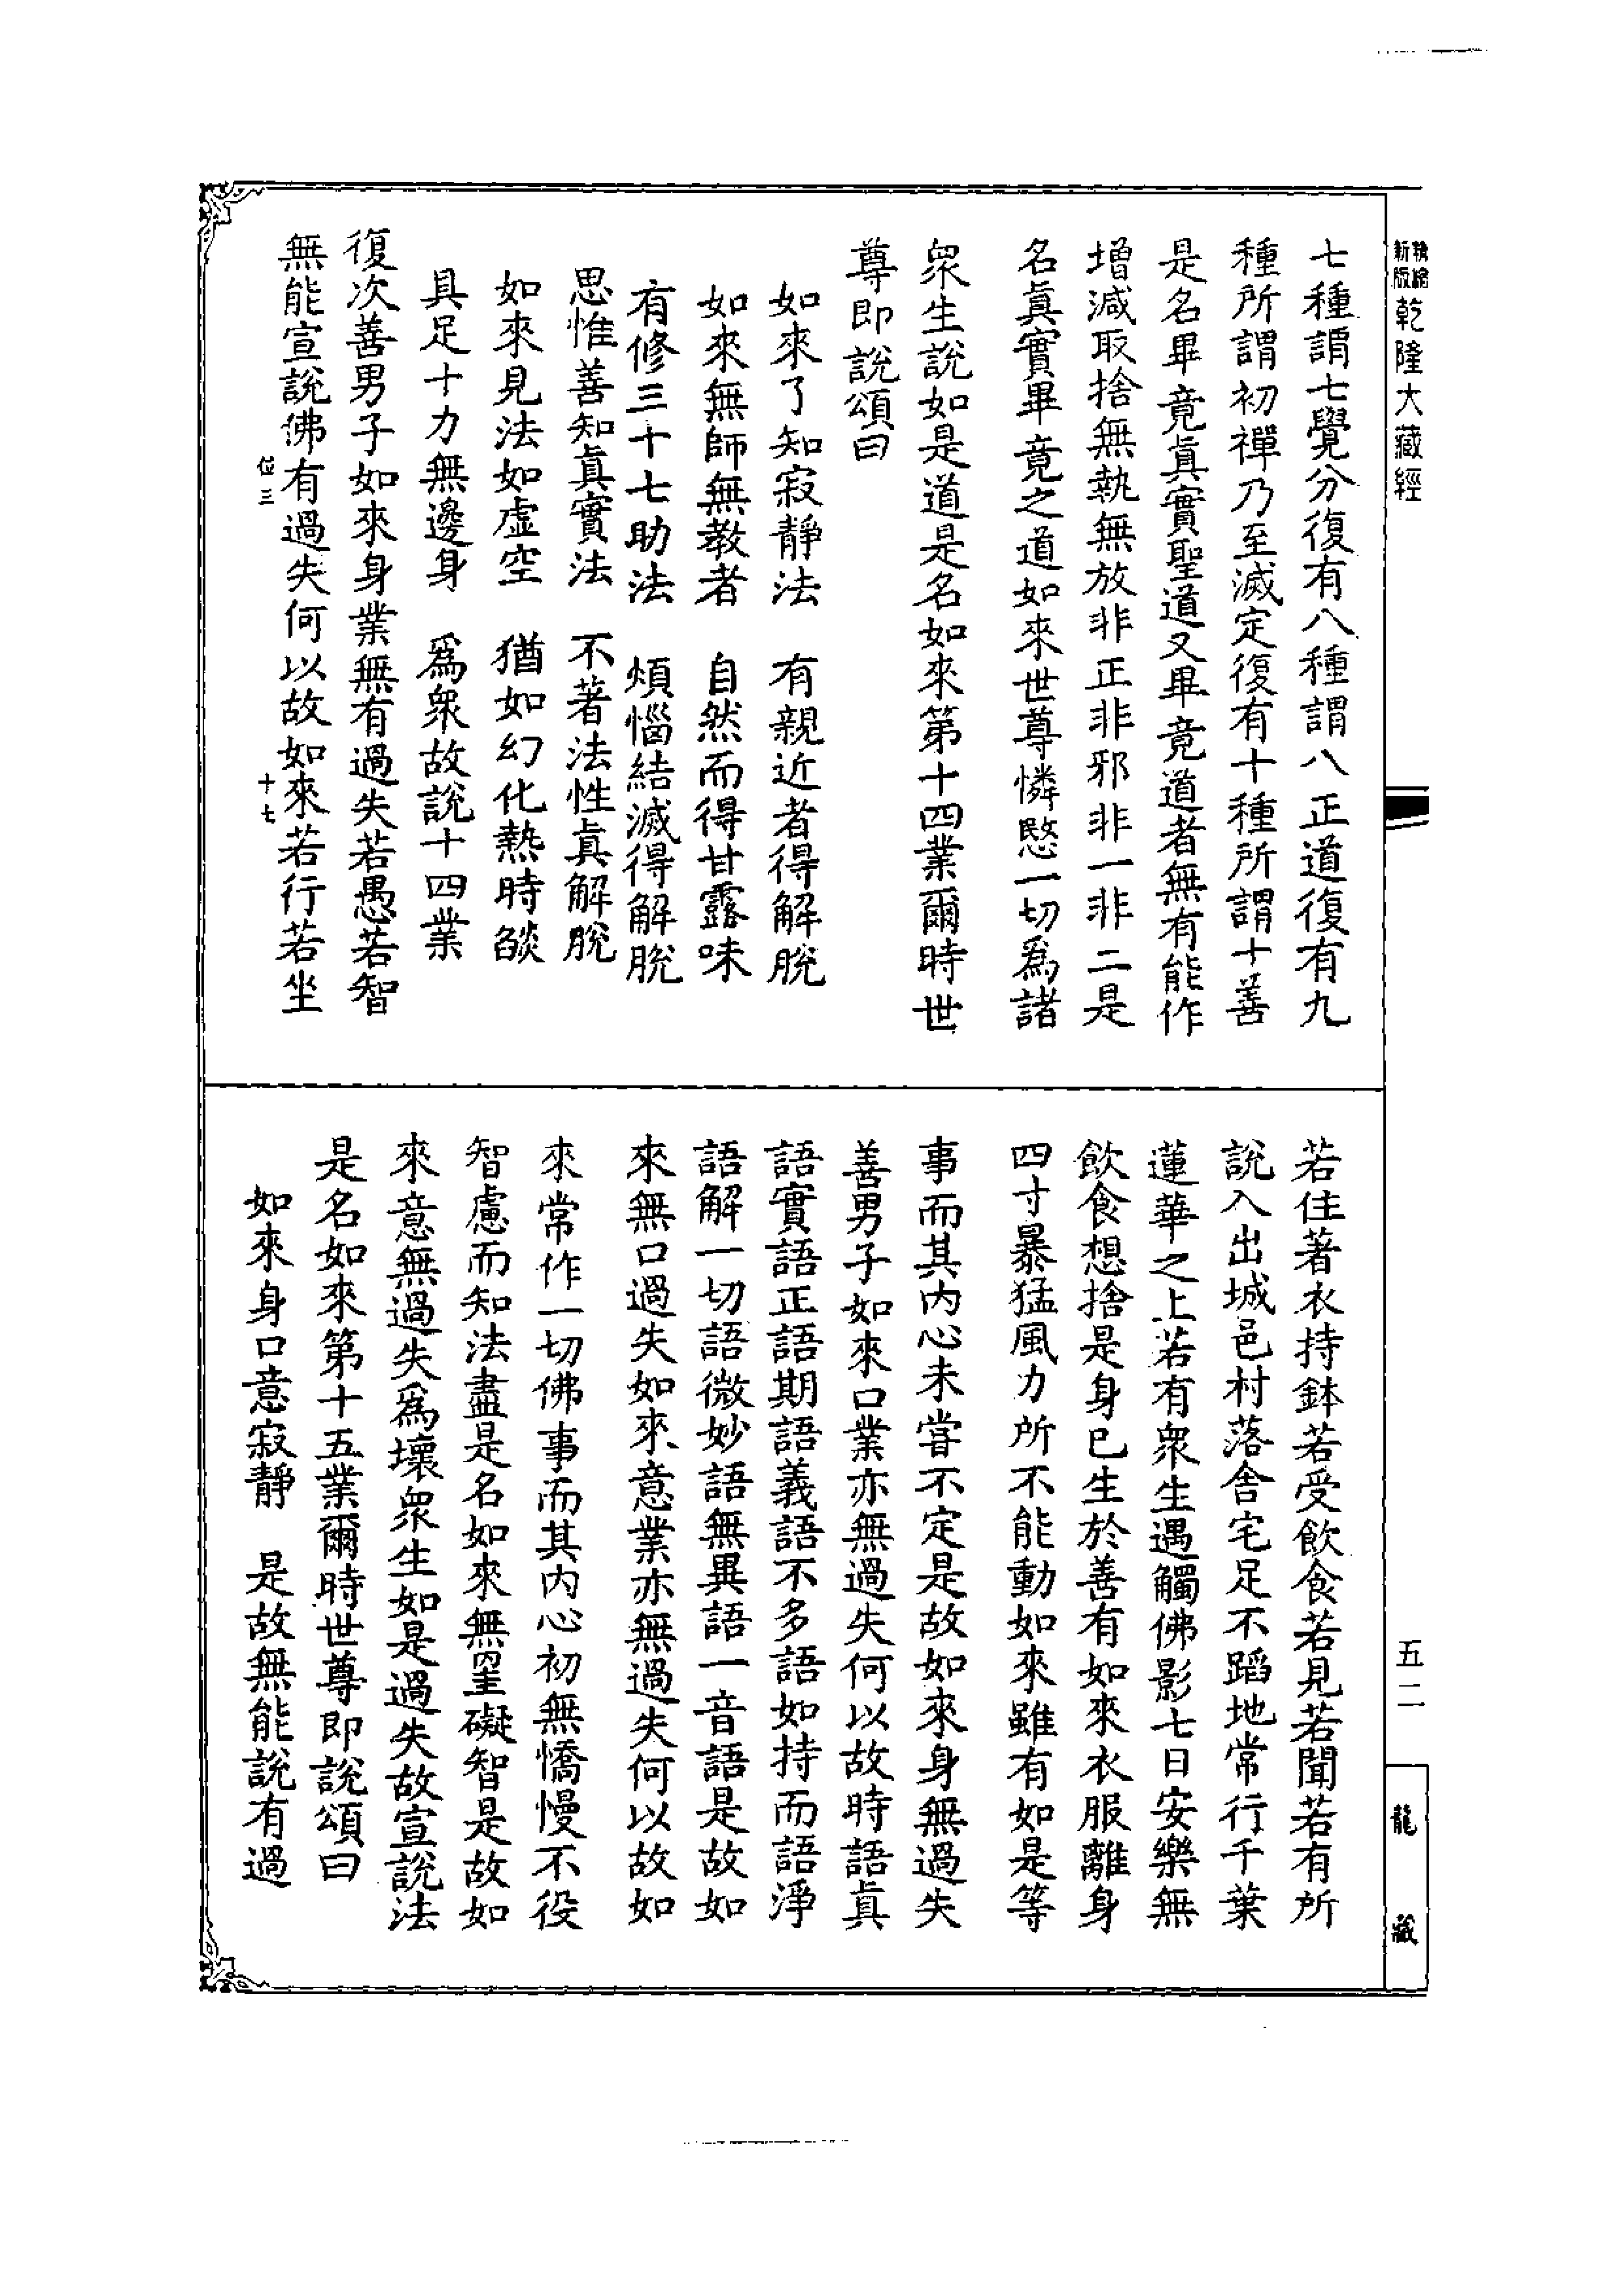 精繪
新版
乾隆大藏經
七種謂七覺分復有八種謂八正道復有九
種所謂初禪乃至滅定復有十種所謂十善
是名畢竟眞實聖道又畢竟道者無有能作
增減取捨無執無放非正非邪非一非二是
名眞實畢竟之道如來世尊憐愍一切爲諸
衆生說如是道是名如來第十四業爾時世
尊即說頌曰
如來了知寂靜法　有親近者得解脫
如來無師無教者　自然而得甘露味
有修三十七助法　煩惱結滅得解脫
思惟善知眞實法　不著法性眞解脫
如來見法如虛空　猶如幻化熱時燄
具足十力無邊身　爲衆故說十四業
復次善男子如來身業無有過失若愚若智
無能宣說佛有過失何以故如來若行若坐
位三　十七
若住著衣持鉢若受飲食若見若聞若有所
說入出城邑村落舍宅足不蹈地常行千葉
蓮華之上若有衆生遇觸佛影七日安樂無
飲食想捨是身已生於善有如來衣服離身
四寸暴猛風力所不能動如來雖有如是等
事而其内心未甞不定是故如來身無過失
善男子如來口業亦無過失何以故時語眞
語實語正語期語義語不多語如持而語淨
語解一切語微妙語無異語一音語是故如
來無口過失如來意業亦無過失何以故如
來常作一切佛事而其内心初無憍慢不役
智慮而知法盡是名如來無罣礙智是故如
來意無過失爲壞衆生如是過失故宣說法
是名如來第十五業爾時世尊即說頌曰
如來身口意寂靜　是故無能說有過
五二
龍藏